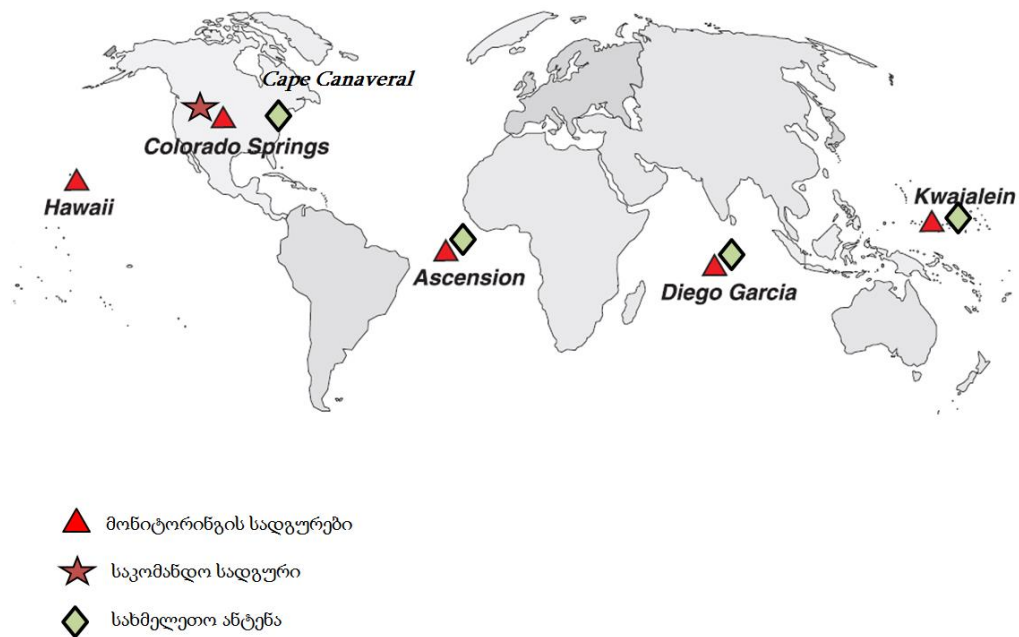 Cape Canaveral
Colorado Springs
Hawaii
Kwajalein
Ascension
Diego Garcia
მონიტორინგის სადგურები
საკომანდო სადგური
სახმელეთო ანტენა